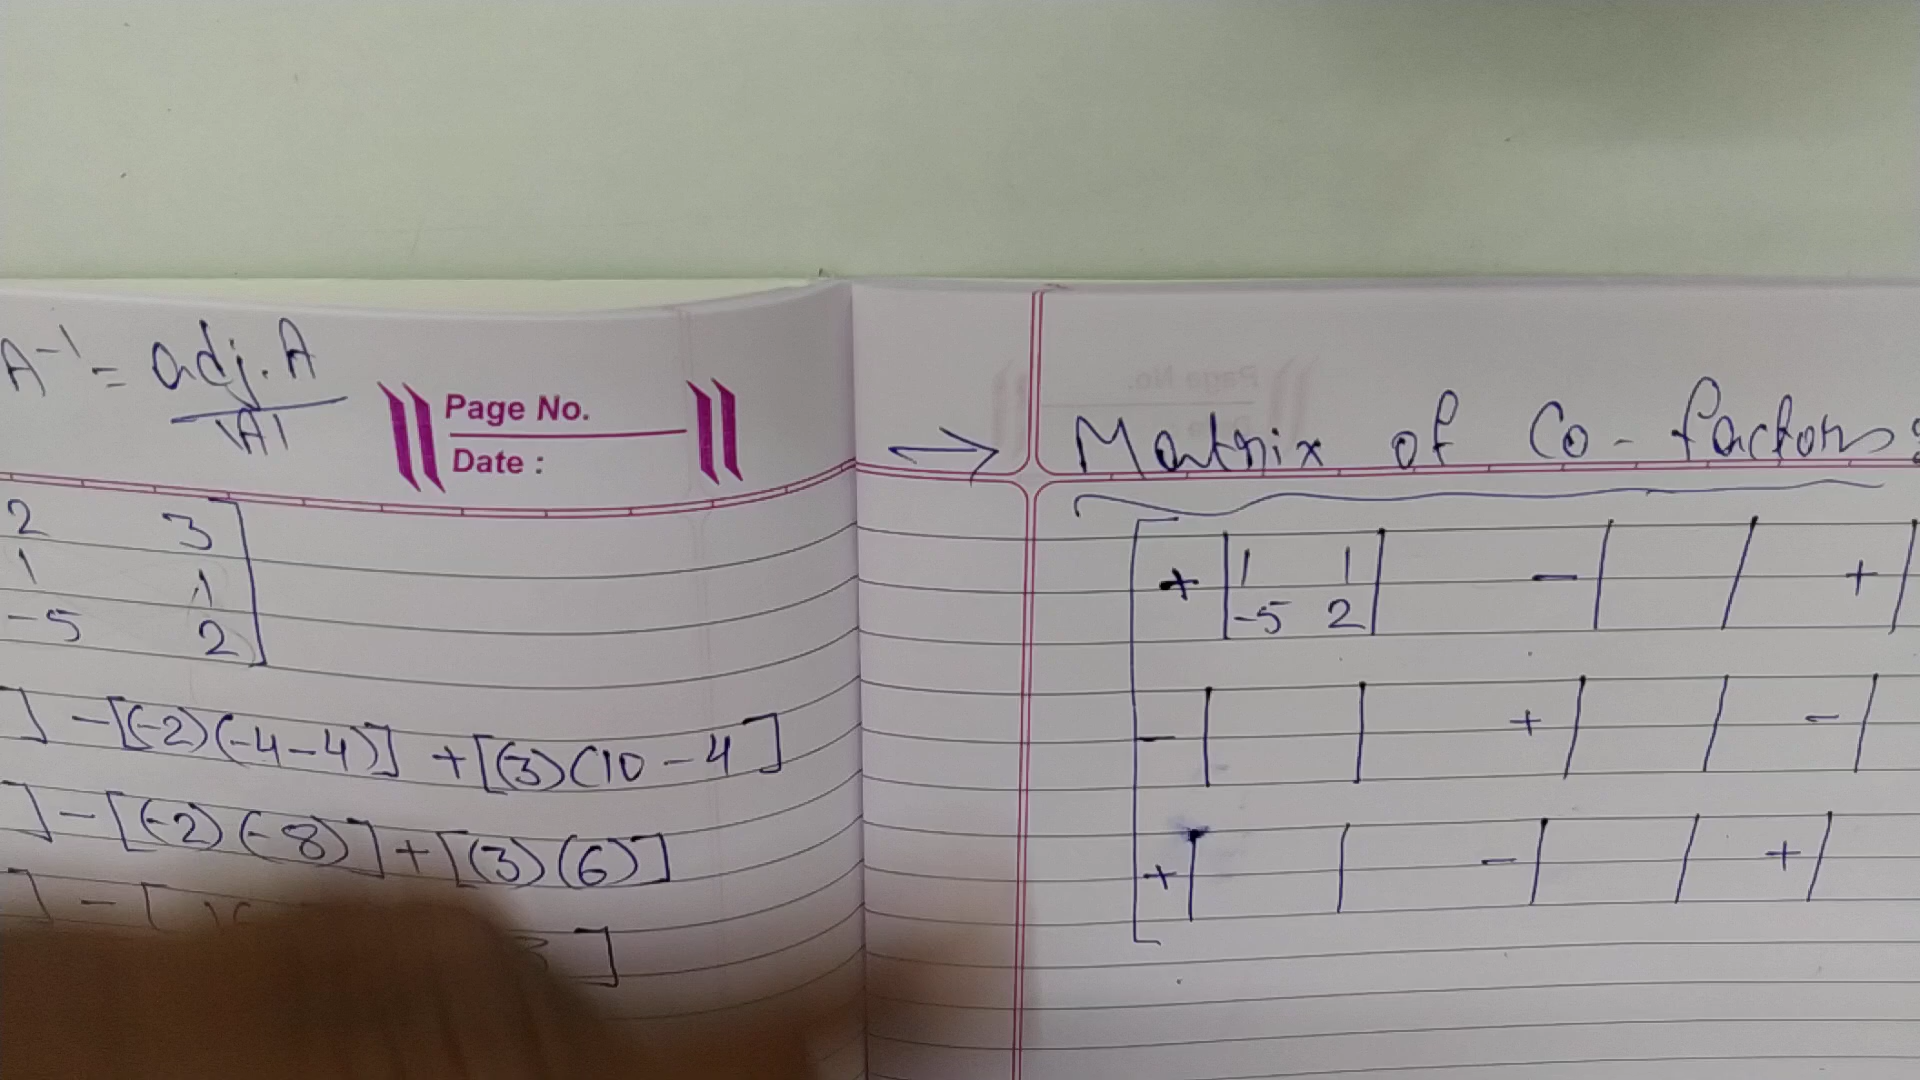 A⁻¹ = adj. A
|A|
Page No.
Date :
2 3
1 1
-5 2
] - [(-2)(-4-4)] + [(3)(10-4]
] - [(-2)(-8)] + [(3)(6)]
] - [
]
→ Matrix of Co-factors:
+ | 1 1 | - | | + |
-5 2
- | | + | | - |
+ | | - | | + |